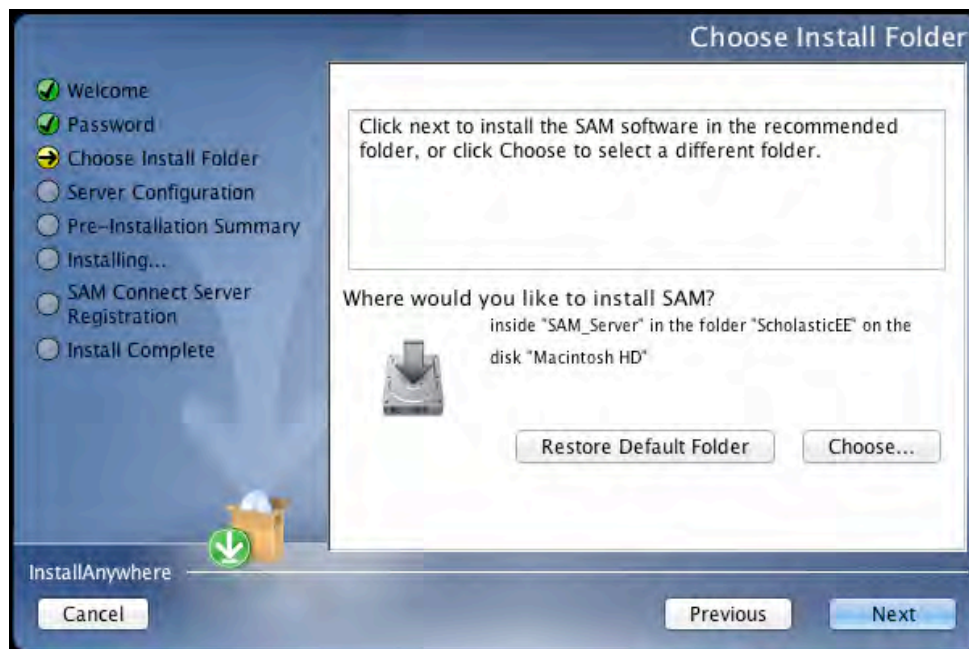 Choose Install Folder
Welcome
Password
Choose Install Folder
Server Configuration
Pre-Installation Summary
Installing...
SAM Connect Server
Registration
Install Complete
Click next to install the SAM software in the recommended
folder, or click Choose to select a different folder.
Where would you like to install SAM?
inside "SAM_Server" in the folder "ScholasticEE" on the
disk "Macintosh HD"
Restore Default Folder
Choose...
InstallAnywhere
Cancel
Previous
Next